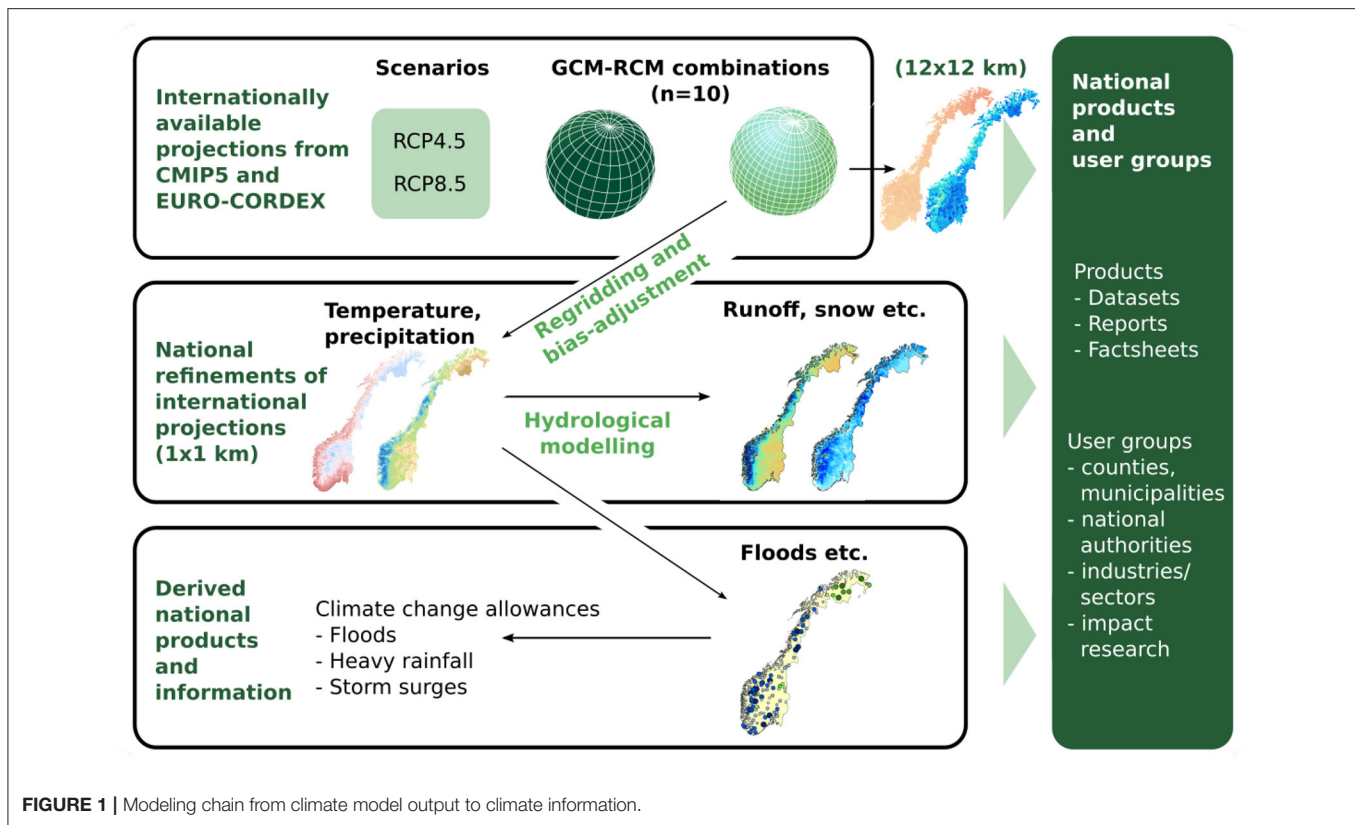 Internationally
available
projections from
CMIP5 and
EURO-CORDEX
Scenarios
RCP4.5
RCP8.5
GCM-RCM combinations
(n=10)
(12x12 km)
Regridding and
bias-adjustment
National
refinements of
international
projections
(1x1 km)
Temperature,
precipitation
Hydrological
modelling
Runoff, snow etc.
Derived
national
products
and
information
Climate change allowances
- Floods
- Heavy rainfall
- Storm surges
Floods etc.
National
products
and
user groups
Products
- Datasets
- Reports
- Factsheets
User groups
- counties,
municipalities
- national
authorities
- industries/
sectors
- impact
research
FIGURE 1 | Modeling chain from climate model output to climate information.